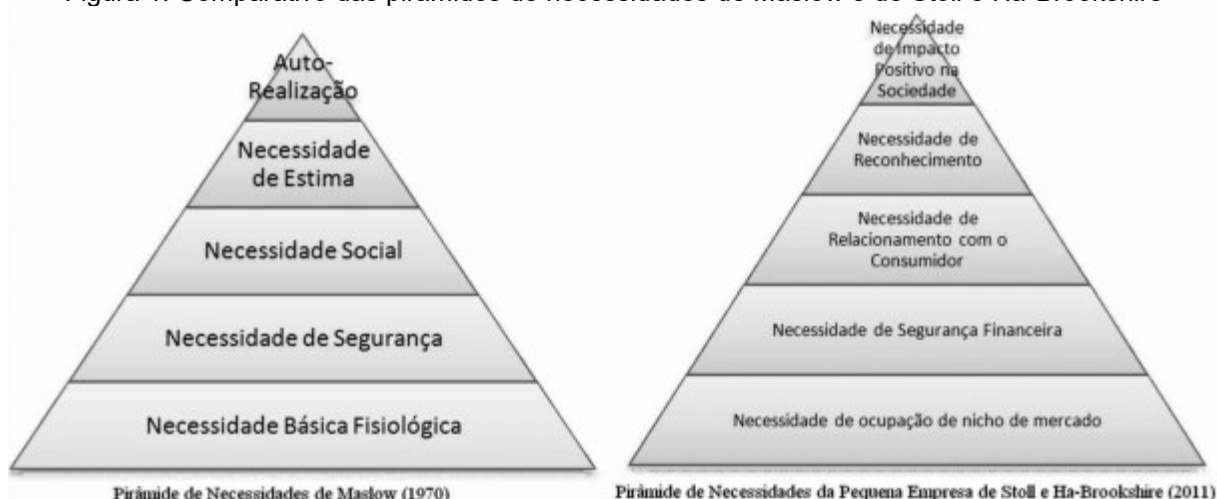 Figura 1: Comparativo das pirâmides de necessidades de Maslow e de Stoll e Ha-Brookshire
Auto-
Realização
Necessidade
de Estima
Necessidade Social
Necessidade de Segurança
Necessidade Básica Fisiológica
Pirâmide de Necessidades de Maslow (1970)
Necessidade
de Impacto
Positivo na
Sociedade
Necessidade de
Reconhecimento
Necessidade de
Relacionamento com o
Consumidor
Necessidade de Segurança Financeira
Necessidade de ocupação de nicho de mercado
Pirâmide de Necessidades da Pequena Empresa de Stoll e Ha-Brookshire (2011)